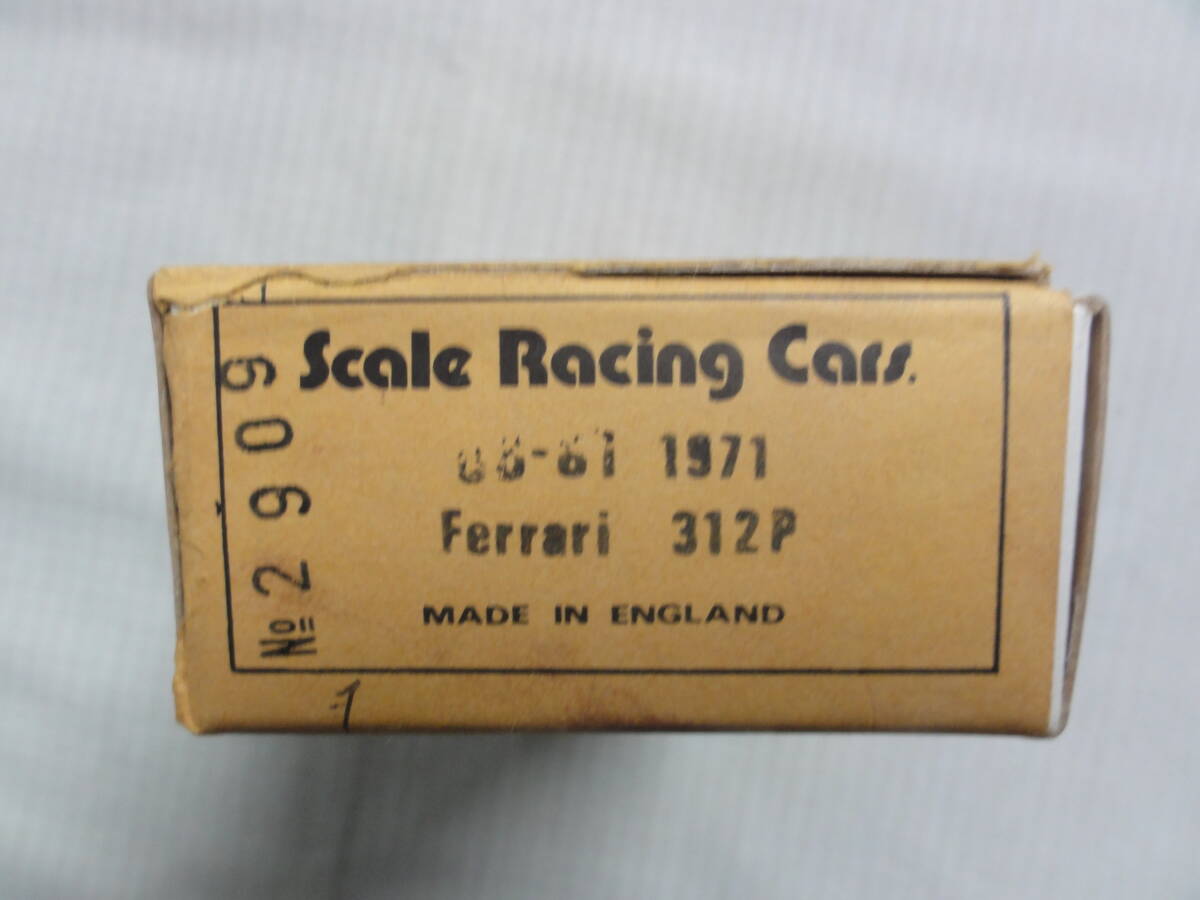 Scale Racing Cars.
1971
Ferrari 312P
MADE IN ENGLAND
No 2909